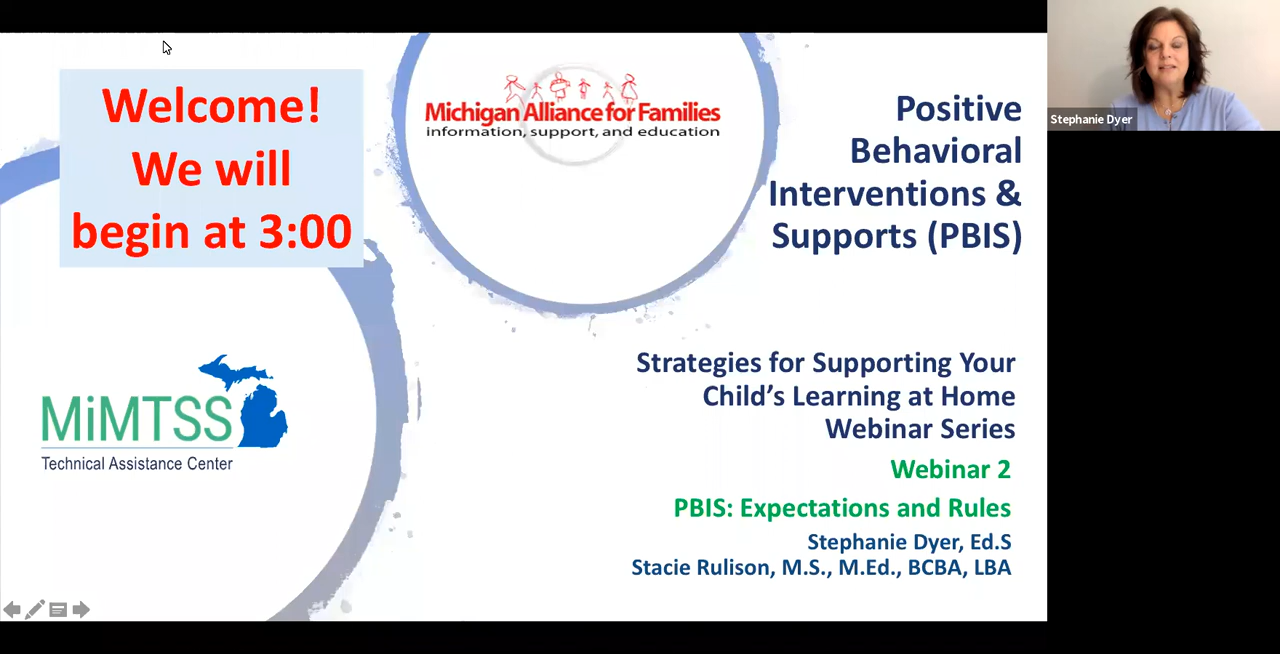 Welcome!
We will
begin at 3:00
Michigan Alliance for Families
information, support, and education
Positive
Behavioral
Interventions &
Supports (PBIS)
Stephanie Dyer
MiMTSS
Technical Assistance Center
Strategies for Supporting Your
Child's Learning at Home
Webinar Series
Webinar 2
PBIS: Expectations and Rules
Stephanie Dyer, Ed.S
Stacie Rulison, M.S., M.Ed., BCBA, LBA